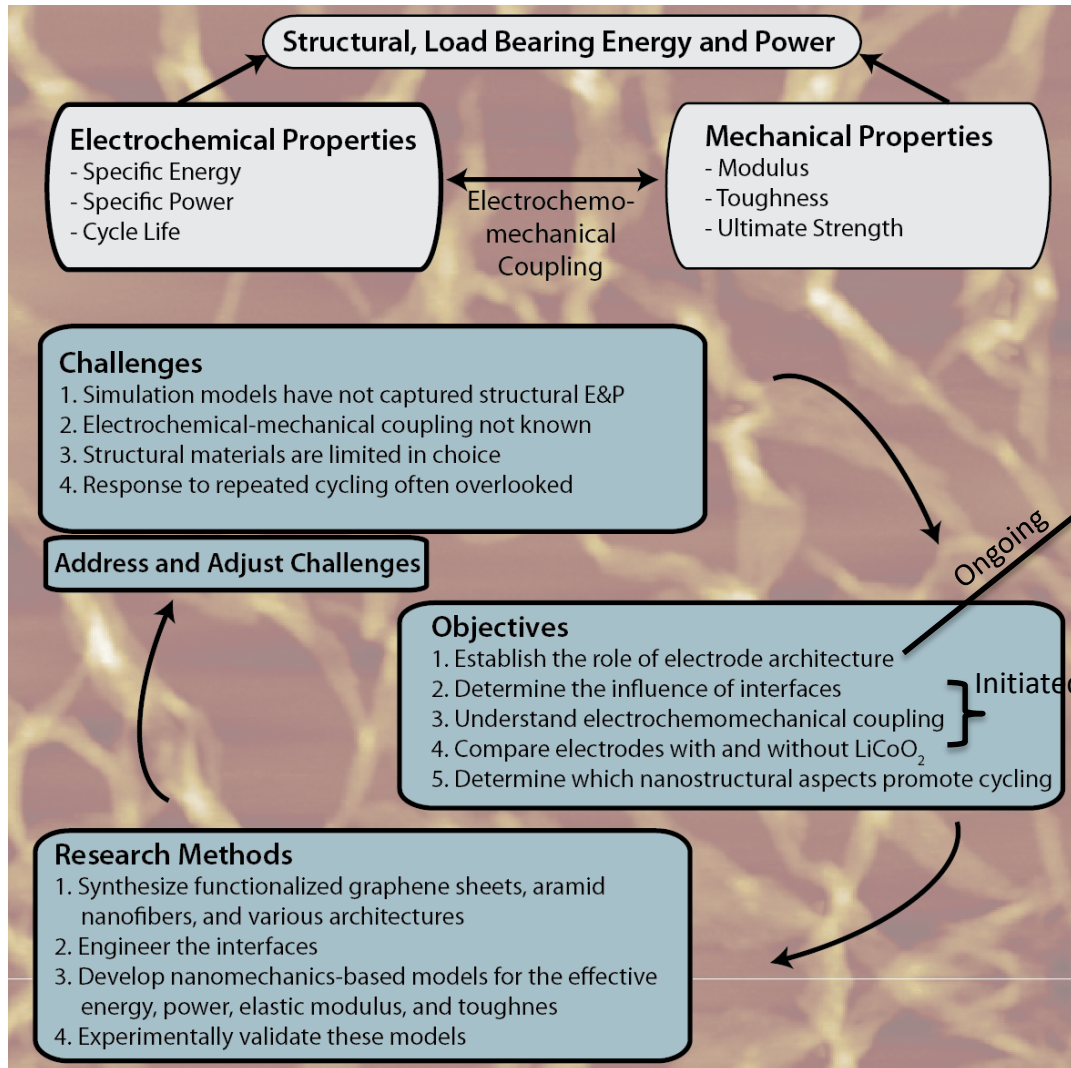 Structural, Load Bearing Energy and Power
Electrochemical Properties
- Specific Energy
- Specific Power
- Cycle Life
Electrochemo-
mechanical
Coupling
Mechanical Properties
- Modulus
- Toughness
- Ultimate Strength
Challenges
1. Simulation models have not captured structural E&P
2. Electrochemical-mechanical coupling not known
3. Structural materials are limited in choice
4. Response to repeated cycling often overlooked
Address and Adjust Challenges
Ongoing
Objectives
1. Establish the role of electrode architecture
2. Determine the influence of interfaces
3. Understand electrochemomechanical coupling
4. Compare electrodes with and without LiCoO₂
5. Determine which nanostructural aspects promote cycling
Initiated
Research Methods
1. Synthesize functionalized graphene sheets, aramid
nanofibers, and various architectures
2. Engineer the interfaces
3. Develop nanomechanics-based models for the effective
energy, power, elastic modulus, and toughnes
4. Experimentally validate these models